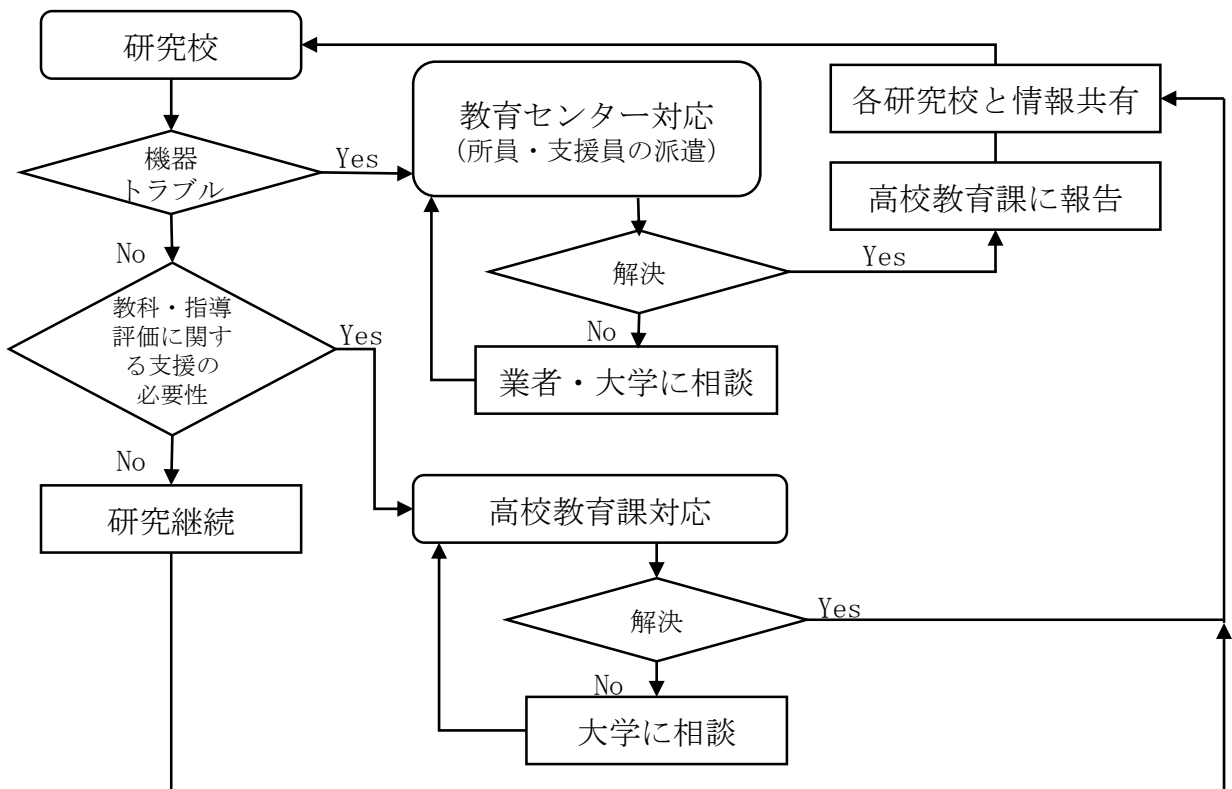 研究校
機器
トラブル
Yes
No
教科・指導
評価に関す
る支援の
必要性
Yes
No
研究継続
教育センター対応
(所員・支援員の派遣)
解決
Yes
No
業者・大学に相談
高校教育課に報告
各研究校と情報共有
高校教育課対応
解決
Yes
No
大学に相談